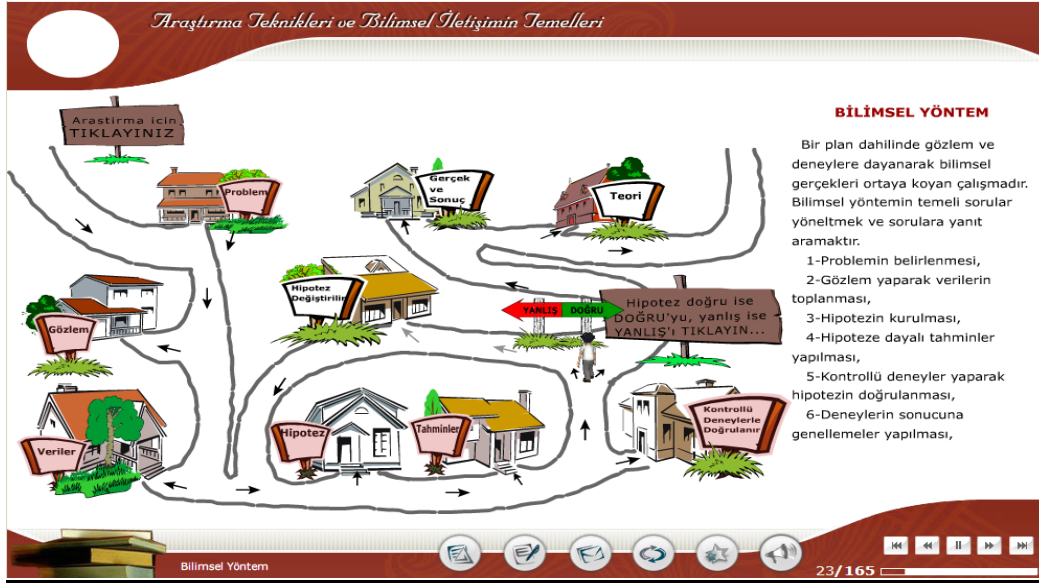 Araştırma Teknikleri ve Bilimsel İletişimin Temelleri
Arastirma icin
TIKLAYINIZ
Problem
Gerçek
ve
Sonuç
Teori
Hipotez
Değiştirilir
YANLIŞ
DOĞRU
Hipotez doğru ise
DOĞRU'yu, yanlış ise
YANLIŞ'ı TIKLAYIN...
Gözlem
Veriler
Hipotez
Tahminler
Kontrollü
Deneylerle
Doğrulanır
BİLİMSEL YÖNTEM
Bir plan dahilinde gözlem ve
deneylere dayanarak bilimsel
gerçekleri ortaya koyan çalışmadır.
Bilimsel yöntemin temeli sorular
yöneltmek ve sorulara yanıt
aramaktır.
1-Problemin belirlenmesi,
2-Gözlem yaparak verilerin
toplanması,
3-Hipotezin kurulması,
4-Hipoteze dayalı tahminler
yapılması,
5-Kontrollü deneyler yaparak
hipotezin doğrulanması,
6-Deneylerin sonucuna
genellemeler yapılması,
Bilimsel Yöntem
23/165